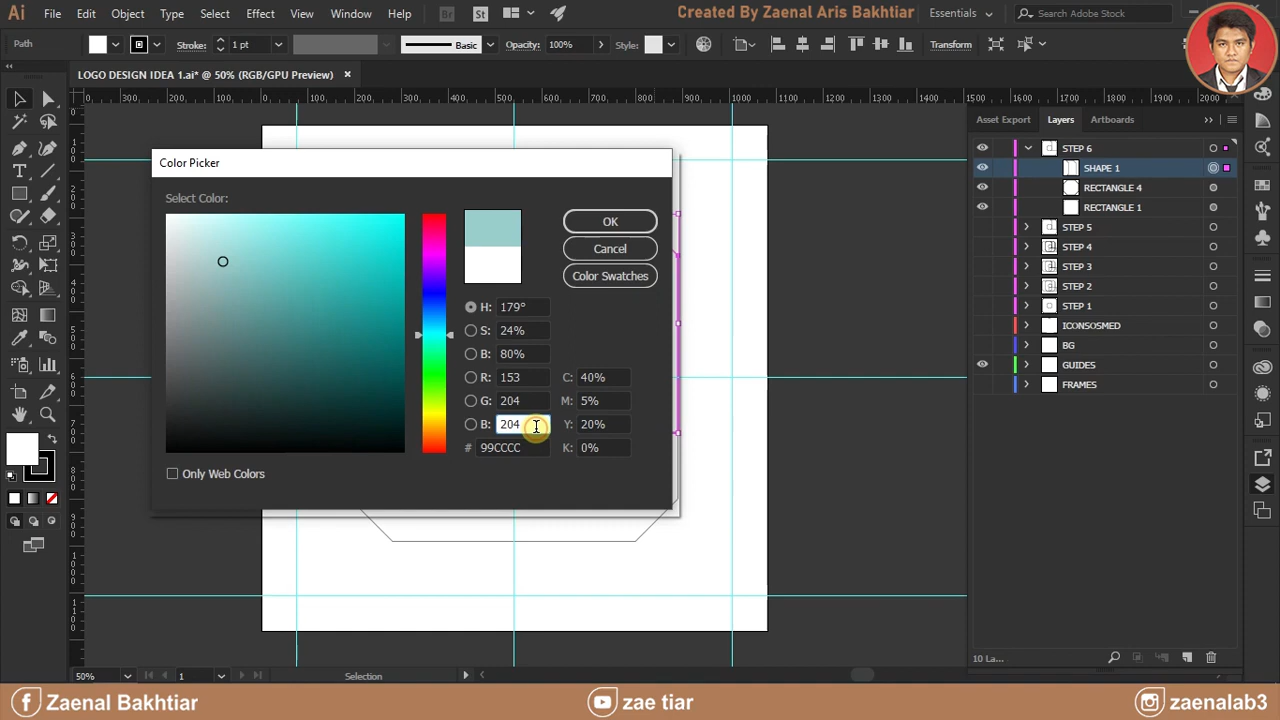 Ai File Edit Object Type Select Effect View Window Help Br St Created By Zaenal Aris Bakhtiar Essentials Search Adobe Stock
Path Stroke: 1 pt Basic Opacity: 100% Style: Transform
LOGO DESIGN IDEA 1.ai* @ 50% (RGB/GPU Preview)
Asset Export Layers Artboards
Color Picker
Select Color:
OK
Cancel
Color Swatches
H: 179°
S: 24%
B: 80%
R: 153 C: 40%
G: 204 M: 5%
B: 204 Y: 20%
# 99CCCC K: 0%
Only Web Colors
STEP 6
SHAPE 1
RECTANGLE 4
RECTANGLE 1
STEP 5
STEP 4
STEP 3
STEP 2
STEP 1
ICONSOSMED
BG
GUIDES
FRAMES
10 La...
50% 1 Selection
Zaenal Bakhtiar zae tiar zaenalab3